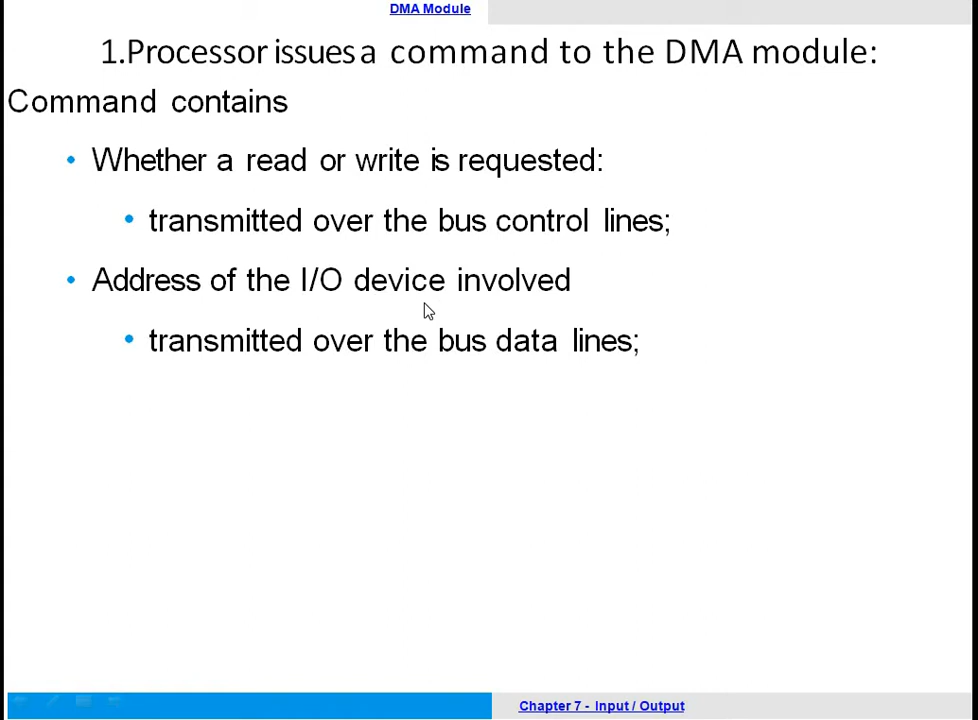 DMA Module
1.Processor issues a command to the DMA module:
Command contains
• Whether a read or write is requested:
• transmitted over the bus control lines;
• Address of the I/O device involved
• transmitted over the bus data lines;
Chapter 7 - Input / Output